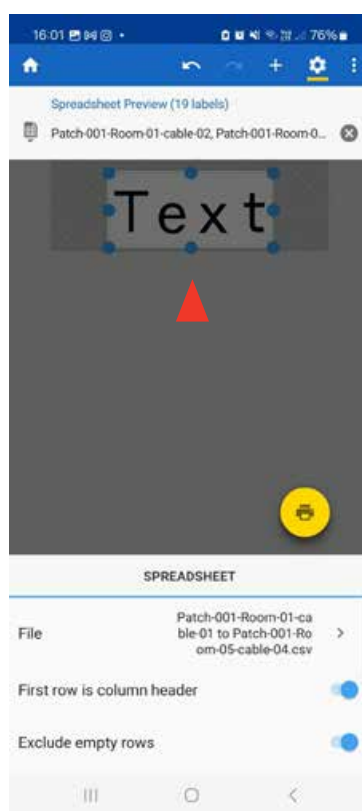 16:01 76%
Spreadsheet Preview (19 labels)
Patch-001-Room-01-cable-02, Patch-001-Room-0...
Text
SPREADSHEET
File
Patch-001-Room-01-ca
ble-01 to Patch-001-Ro
om-05-cable-04.csv
First row is column header
Exclude empty rows